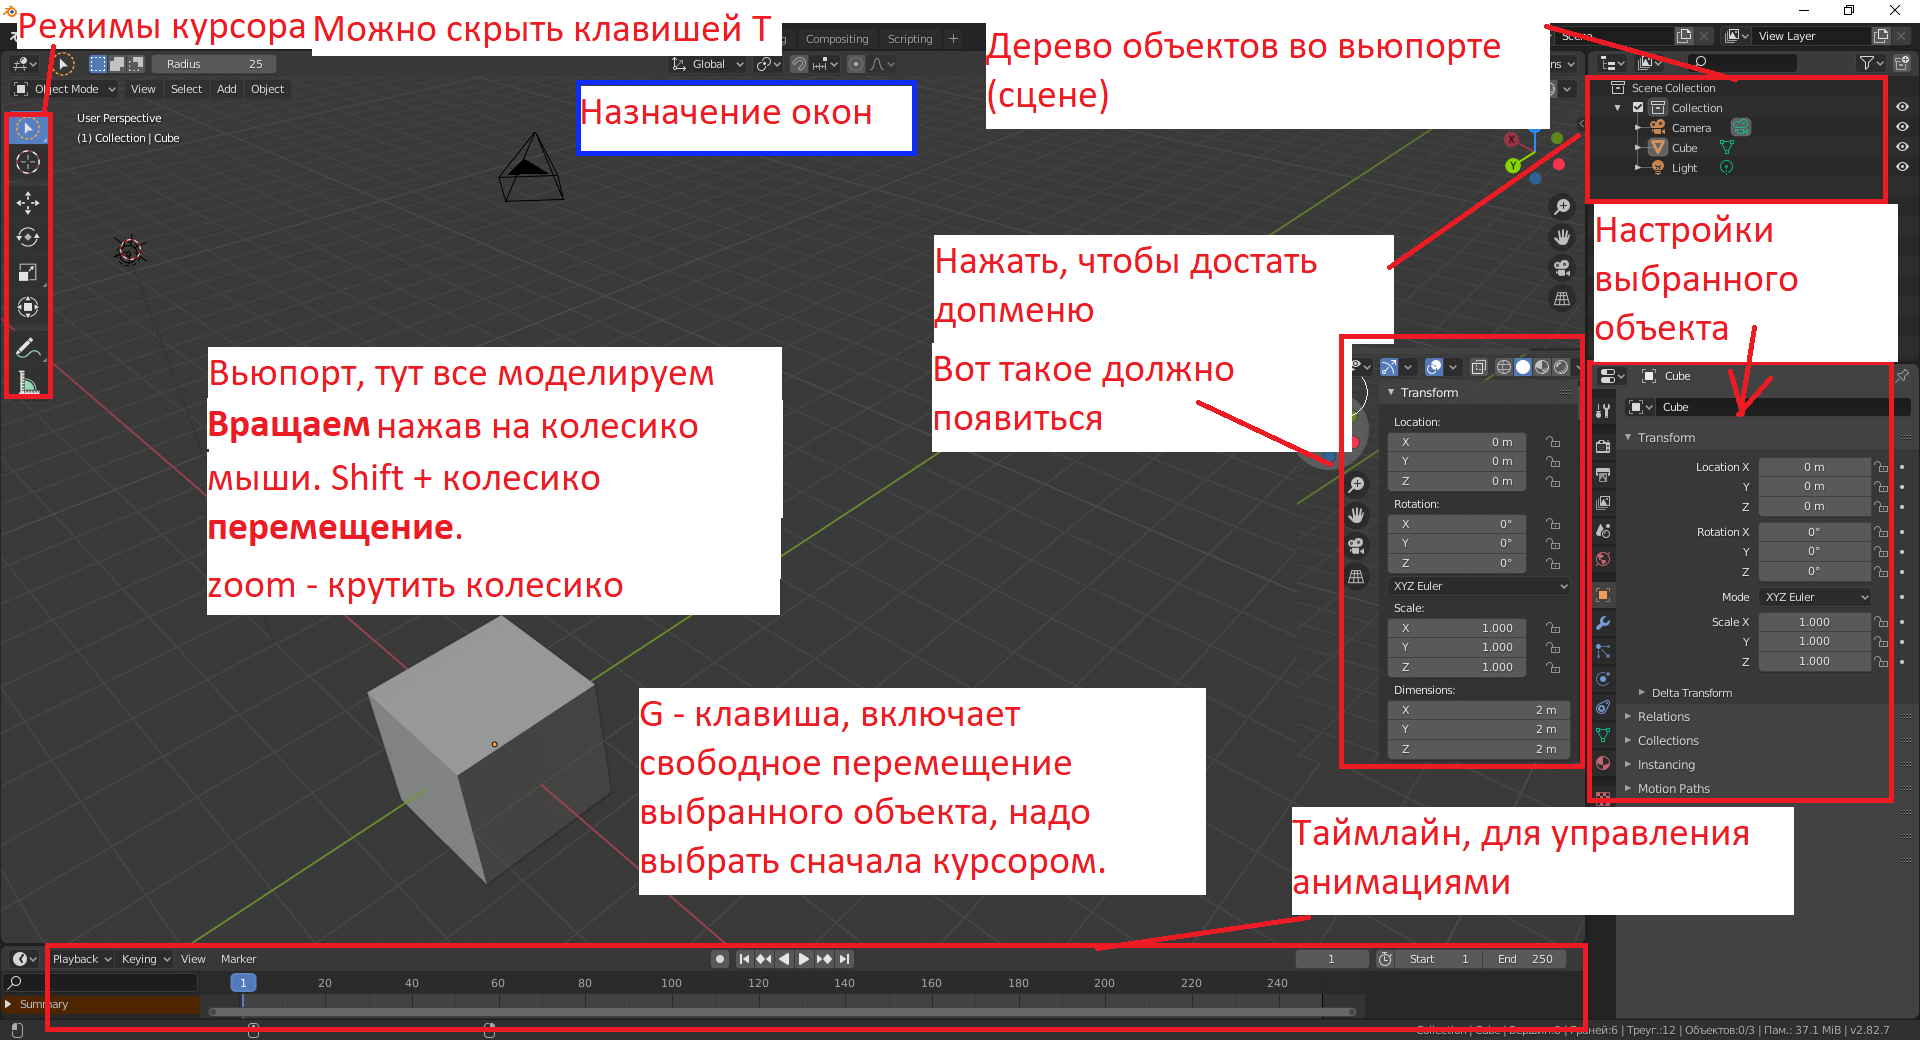 Режимы курсора
Можно скрыть клавишей T
Compositing
Scripting
+
Дерево объектов во вьюпорте
(сцене)
View Layer
Radius 25
Global
Object Mode
View
Select
Add
Object
Назначение окон
User Perspective
(1) Collection | Cube
Scene Collection
Collection
Camera
Cube
Light
Y
Настройки
выбранного
объекта
Нажать, чтобы достать
допменю
Вот такое должно
появиться
Вьюпорт, тут все моделируем
Вращаем нажав на колесико
мыши. Shift + колесико
перемещение.
zoom - крутить колесико
Transform
Location:
X 0 m
Y 0 m
Z 0 m
Rotation:
X 0°
Y 0°
Z 0°
XYZ Euler
Scale:
X 1.000
Y 1.000
Z 1.000
Dimensions:
X 2 m
Y 2 m
Z 2 m
Cube
Cube
Transform
Location X 0 m
Y 0 m
Z 0 m
Rotation X 0°
Y 0°
Z 0°
Mode XYZ Euler
Scale X 1.000
Y 1.000
Z 1.000
Delta Transform
Relations
Collections
Instancing
Motion Paths
G - клавиша, включает
свободное перемещение
выбранного объекта, надо
выбрать сначала курсором.
Таймлайн, для управления
анимациями
Playback
Keying
View
Marker
1
Start 1
End 250
1 20 40 60 80 100 120 140 160 180 200 220 240
Summary
Collection | Cube | Вершин:8 | Граней:6 | Треуг.:12 | Объектов:0/3 | Пам.: 37.1 MiB | v2.82.7